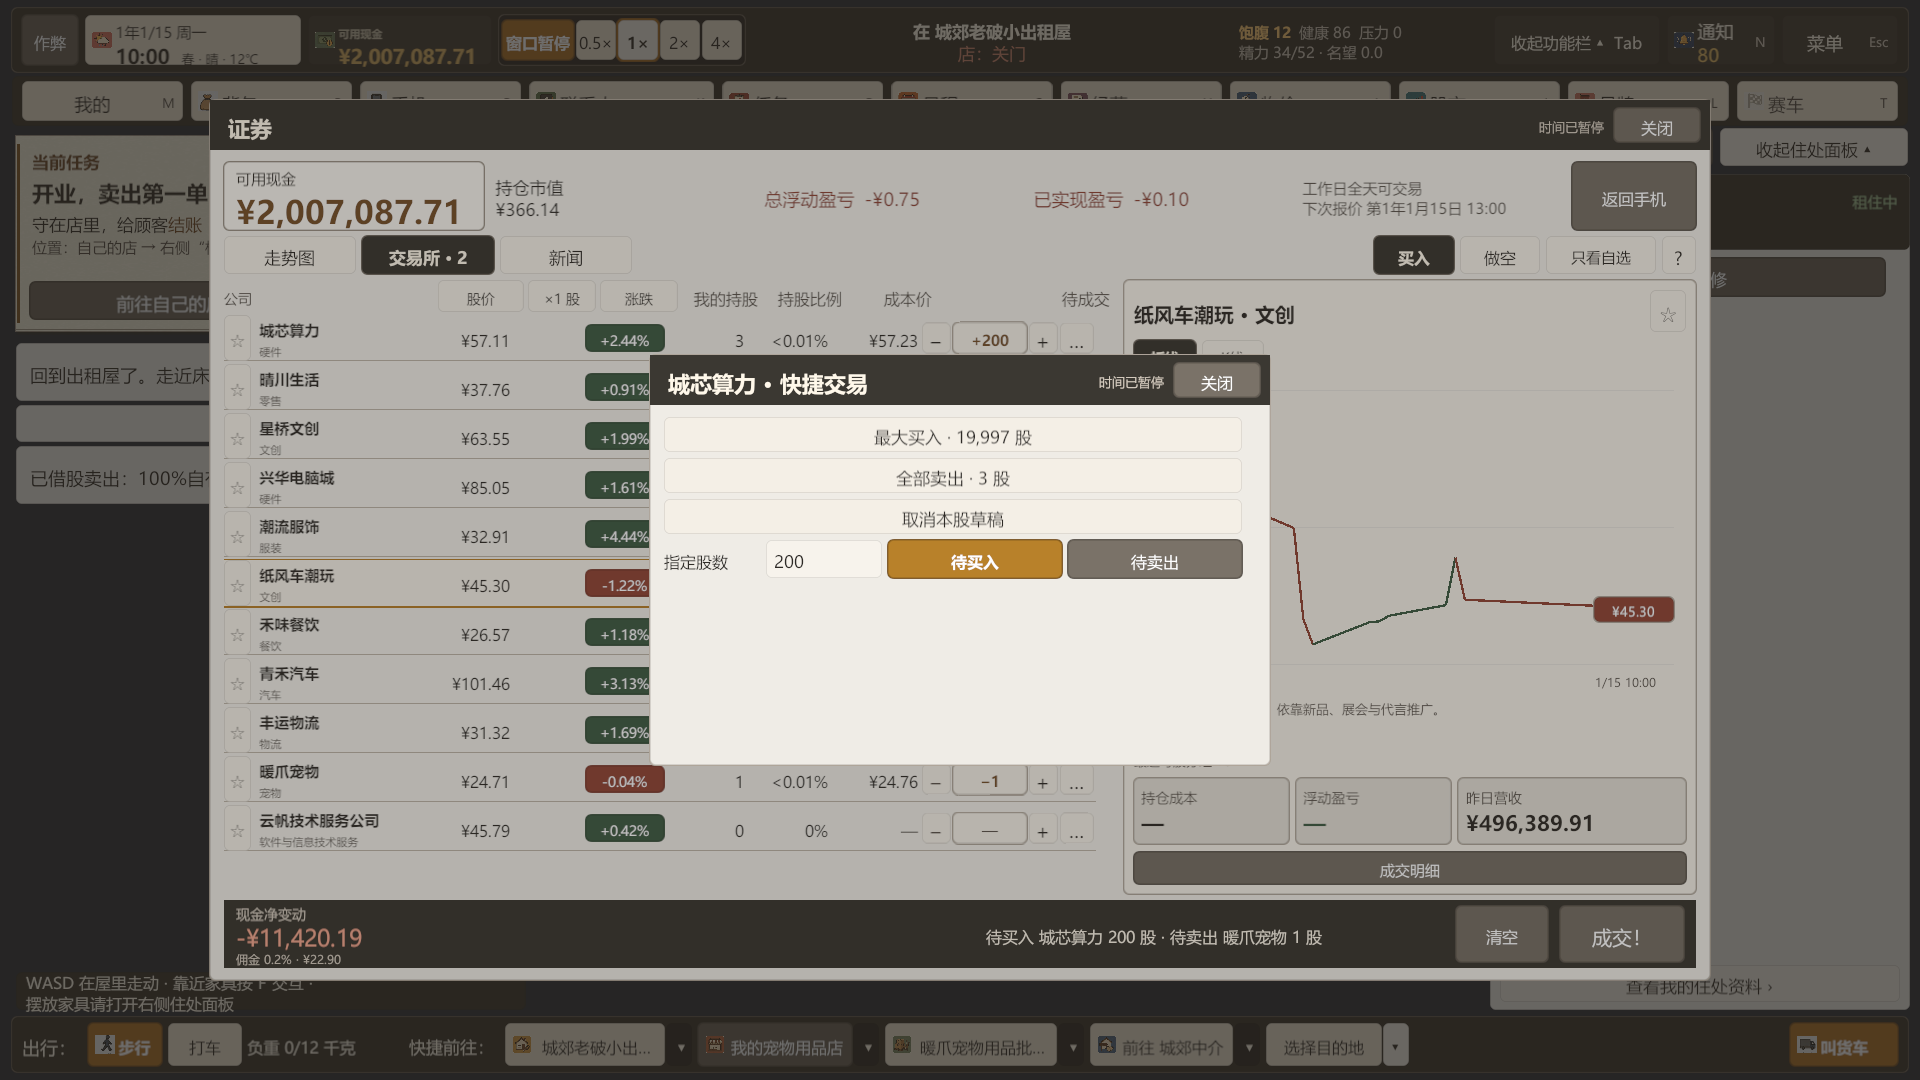 作弊
1年1/15 周一
10:00 春 · 晴 · 12℃
可用现金
¥2,007,087.71
窗口暂停 0.5× 1× 2× 4×
在 城郊老破小出租屋
店：关门
饱腹 12 健康 86 压力 0
精力 34/52 · 名望 0.0
收起功能栏 ▴ Tab
通知 N
80
菜单 Esc
我的 M
赛车 T
收起住处面板 ▴
当前任务
开业，卖出第一单
守在店里，给顾客结账
位置：自己的店 → 右侧
前往自己的
回到出租屋了。走近床
已借股卖出：100%自
租住中
修
证券
时间已暂停
关闭
可用现金
¥2,007,087.71
持仓市值
¥366.14
总浮动盈亏 -¥0.75
已实现盈亏 -¥0.10
工作日全天可交易
下次报价 第1年1月15日 13:00
返回手机
走势图
交易所 • 2
新闻
买入
做空
只看自选
?
公司 股价 ×1 股 涨跌 我的持股 持股比例 成本价 待成交
☆ 城芯算力 ¥57.11 +2.44% 3 <0.01% ¥57.23 − +200 + ...
硬件
☆ 晴川生活 ¥37.76 +0.91%
零售
☆ 星桥文创 ¥63.55 +1.99%
文创
☆ 兴华电脑城 ¥85.05 +1.61%
硬件
☆ 潮流服饰 ¥32.91 +4.44%
服装
☆ 纸风车潮玩 ¥45.30 -1.22%
文创
☆ 禾味餐饮 ¥26.57 +1.18%
餐饮
☆ 青禾汽车 ¥101.46 +3.13%
汽车
☆ 丰运物流 ¥31.32 +1.69%
物流
☆ 暖爪宠物 ¥24.71 -0.04% 1 <0.01% ¥24.76 − −1 + ...
宠物
☆ 云帆技术服务公司 ¥45.79 +0.42% 0 0% — − — + ...
软件与信息技术服务
纸风车潮玩 • 文创
☆
¥45.30
1/15 10:00
依靠新品、展会与代言推广。
持仓成本
—
浮动盈亏
—
昨日营收
¥496,389.91
成交明细
城芯算力 • 快捷交易
时间已暂停
关闭
最大买入 · 19,997 股
全部卖出 · 3 股
取消本股草稿
指定股数 200 待买入 待卖出
现金净变动
-¥11,420.19
佣金 0.2% · ¥22.90
待买入 城芯算力 200 股 · 待卖出 暖爪宠物 1 股
清空
成交！
WASD 在屋里走动 · 靠近家具按 F 交互 ·
摆放家具请打开右侧住处面板
查看我的住处资料 ›
出行： 步行 打车 负重 0/12 千克 快捷前往： 城郊老破小出... ▾ 我的宠物用品店 ▾ 暖爪宠物用品批... ▾ 前往 城郊中介 ▾ 选择目的地 ▾ 叫货车